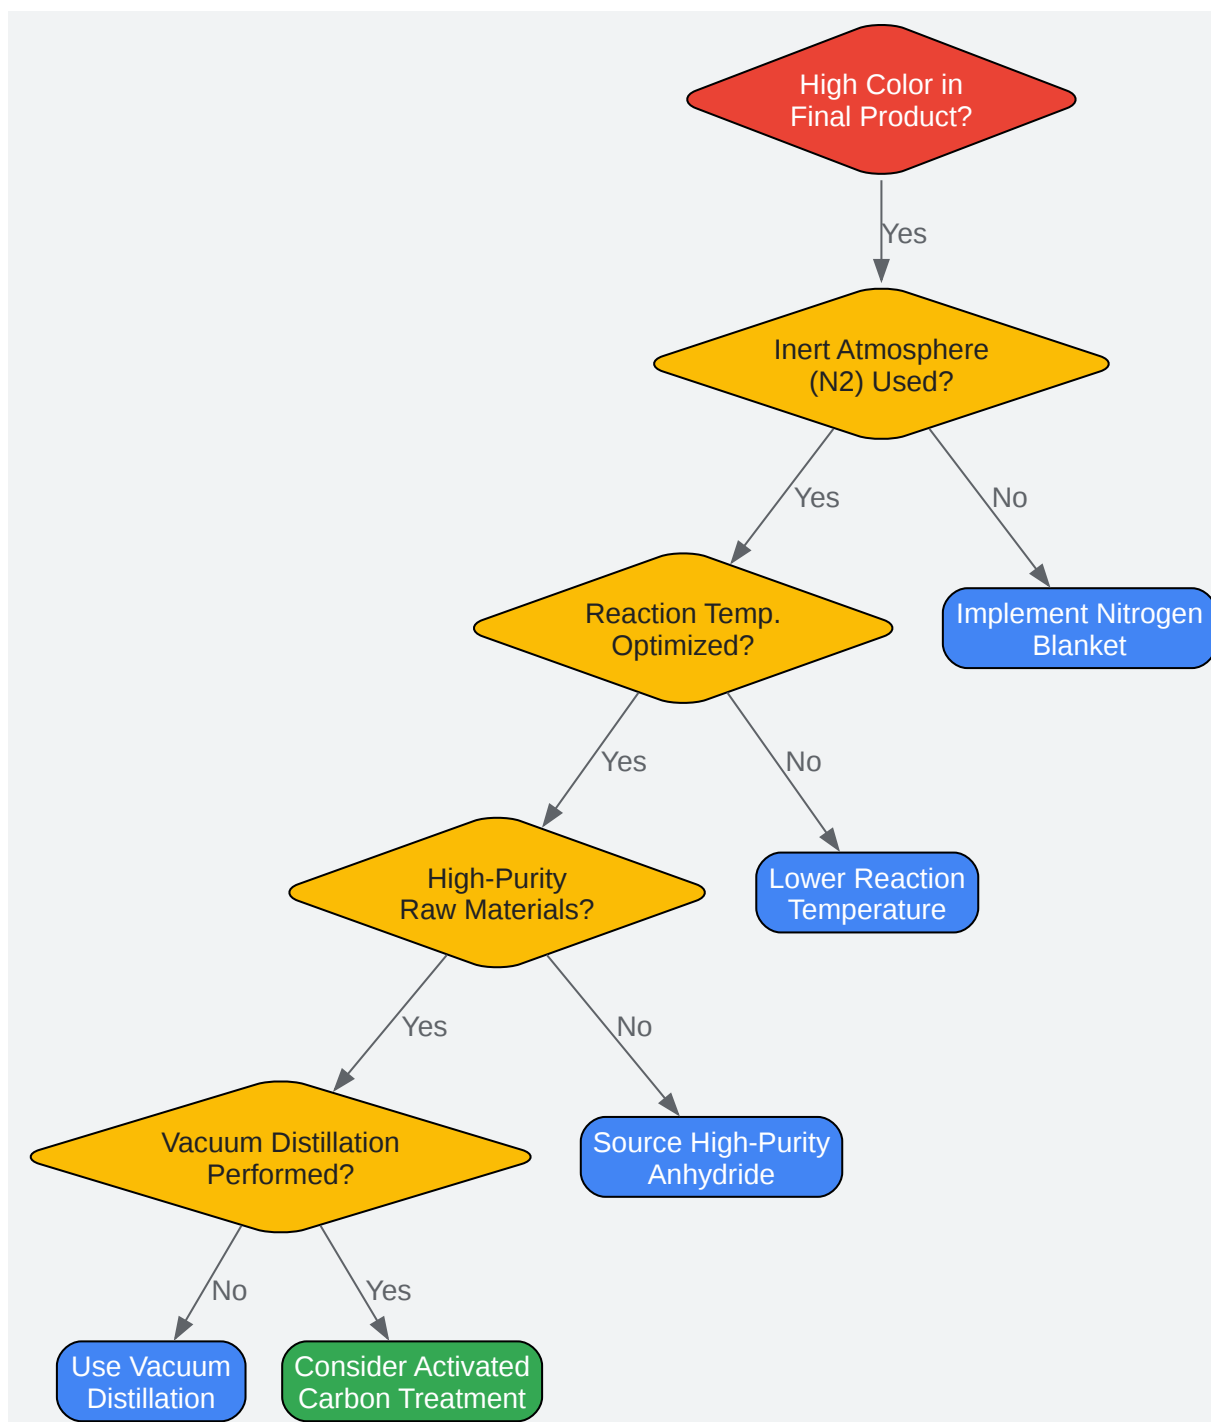 High Color in
Final Product?
Yes
Inert Atmosphere
(N2) Used?
Yes
No
Reaction Temp.
Optimized?
Implement Nitrogen
Blanket
Yes
No
High-Purity
Raw Materials?
Lower Reaction
Temperature
Yes
No
Vacuum Distillation
Performed?
Source High-Purity
Anhydride
No
Yes
Use Vacuum
Distillation
Consider Activated
Carbon Treatment